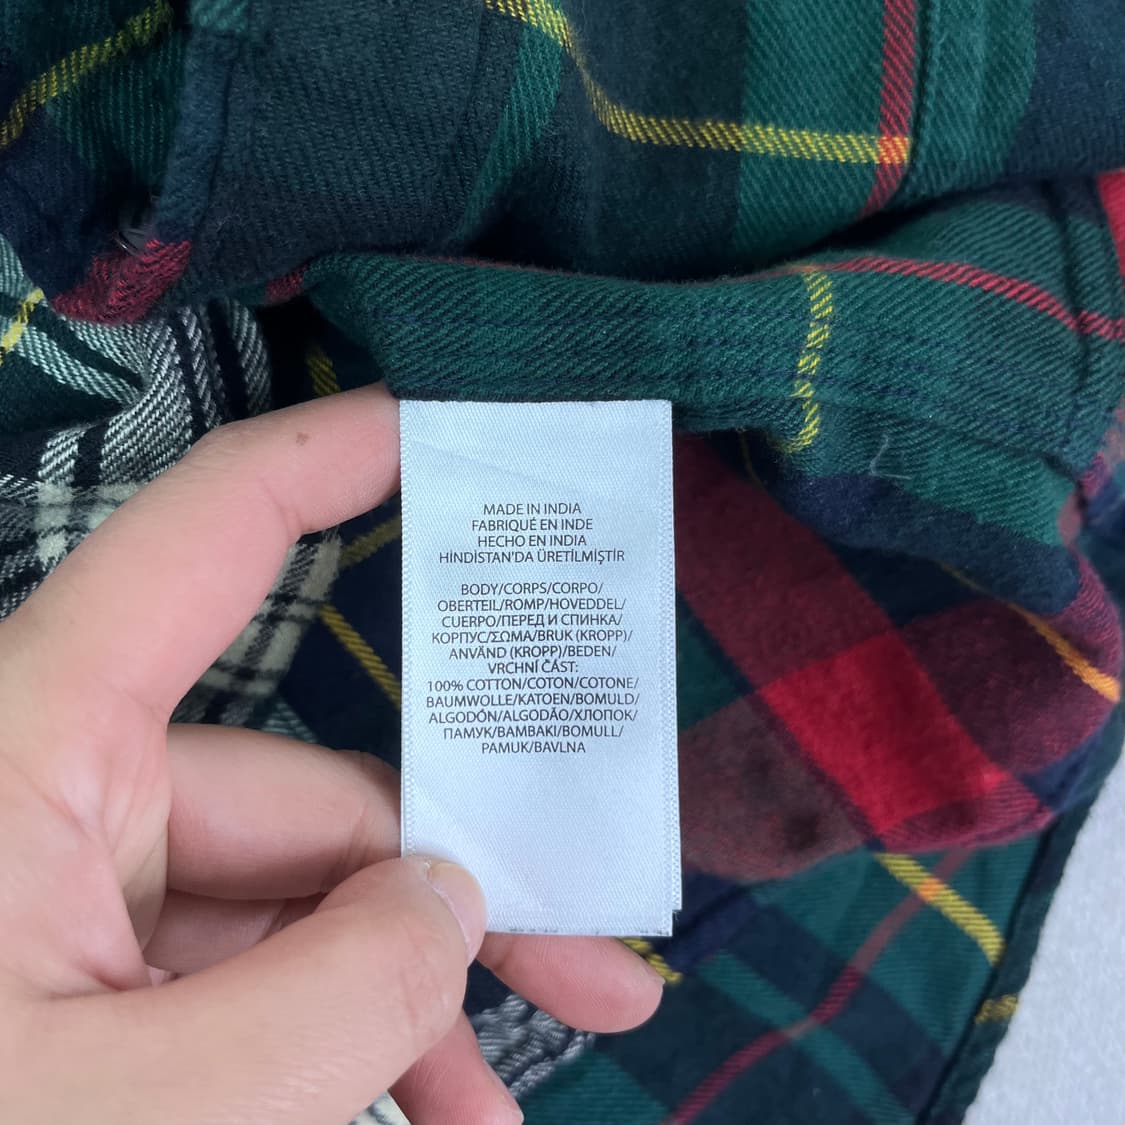 MADE IN INDIA
FABRIQUÉ EN INDE
HECHO EN INDIA
HİNDİSTAN'DA ÜRETİLMİŞTİR
BODY/CORPS/CORPO/
OBERTEIL/ROMP/HOVEDDEL/
CUERPO/ПЕРЕД И СПИНКА/
КОРПУС/ΣΩΜΑ/BRUK (KROPP)/
ANVÄND (KROPP)/BEDEN/
VRCHNÍ ČÁST:
100% COTTON/COTON/COTONE/
BAUMWOLLE/KATOEN/BOMULD/
ALGODÓN/ALGODÃO/ХЛОПОК/
ПАМУК/BAMBAKI/BOMULL/
PAMUK/BAVLNA